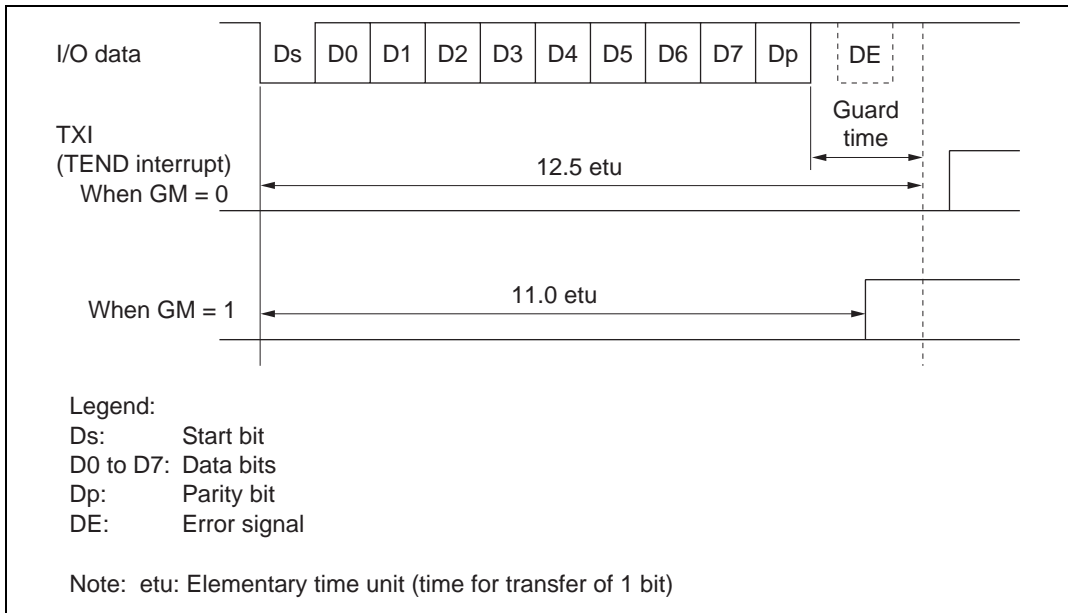 I/O data Ds D0 D1 D2 D3 D4 D5 D6 D7 Dp DE
Guard
time
TXI
(TEND interrupt)
When GM = 0
12.5 etu
When GM = 1
11.0 etu
Legend:
Ds: Start bit
D0 to D7: Data bits
Dp: Parity bit
DE: Error signal
Note: etu: Elementary time unit (time for transfer of 1 bit)